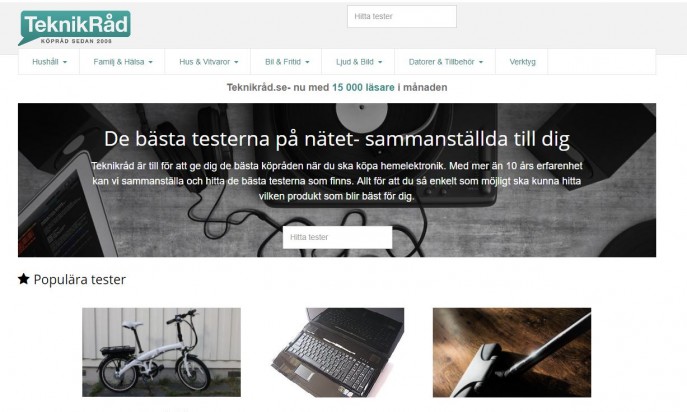 TeknikRåd
KÖPRÅD SEDAN 2006
Hitta tester
Hushåll
Familj & Hälsa
Hus & Vitvaror
Bil & Fritid
Ljud & Bild
Datorer & Tillbehör
Verktyg
Teknikråd.se- nu med 15 000 läsare i månaden
De bästa testerna på nätet- sammanställda till dig
Teknikråd är till för att ge dig de bästa köpråden när du ska köpa hemelektronik. Med mer än 10 års erfarenhet
kan vi sammanställa och hitta de bästa testerna som finns. Allt för att du så enkelt som möjligt ska kunna hitta
vilken produkt som blir bäst för dig.
Hitta tester
Populära tester